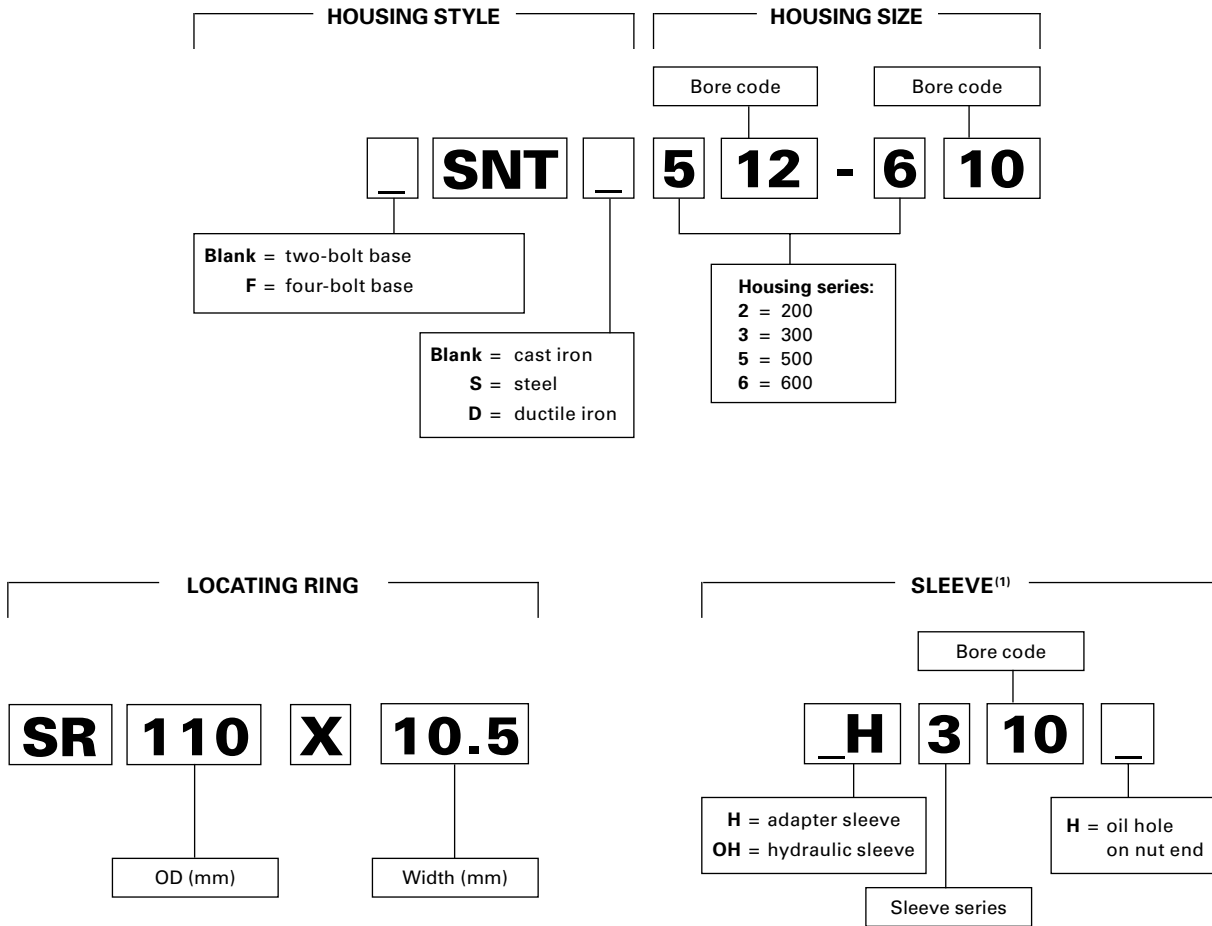 HOUSING STYLE
HOUSING SIZE
Bore code
Bore code
_ SNT _ 5 12 - 6 10
Blank = two-bolt base
F = four-bolt base
Blank = cast iron
S = steel
D = ductile iron
Housing series:
2 = 200
3 = 300
5 = 500
6 = 600
LOCATING RING
SR 110 X 10.5
OD (mm)
Width (mm)
SLEEVE(1)
Bore code
_H 3 10 _
H = adapter sleeve
OH = hydraulic sleeve
H = oil hole
on nut end
Sleeve series